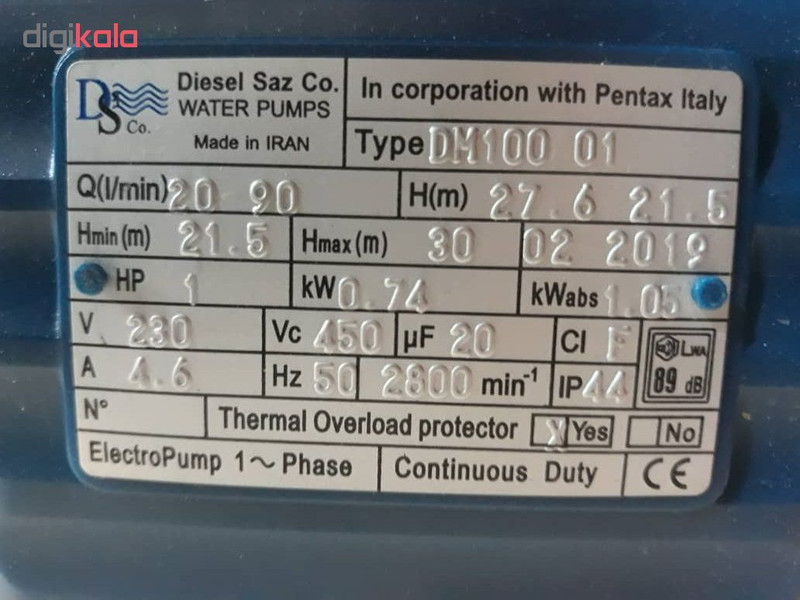 digikala
DS Co.
Diesel Saz Co.
WATER PUMPS
Made in IRAN
In corporation with Pentax Italy
Type DM100 01
Q(l/min) 20 90
H(m) 27.6 21.5
Hmin (m) 21.5
Hmax (m) 30
02 2019
HP 1
kW 0.74
kWabs 1.05
V 230
Vc 450
µF 20
Cl F
LWA
89 dB
A 4.6
Hz 50
2800 min-1
IP 44
N°
Thermal Overload protector X Yes No
ElectroPump 1~ Phase
Continuous Duty
CE